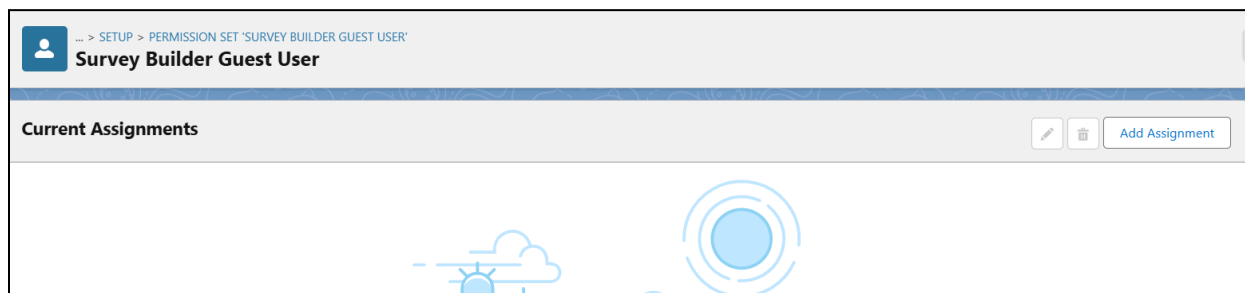 ... > SETUP > PERMISSION SET 'SURVEY BUILDER GUEST USER'
Survey Builder Guest User
Current Assignments
Add Assignment